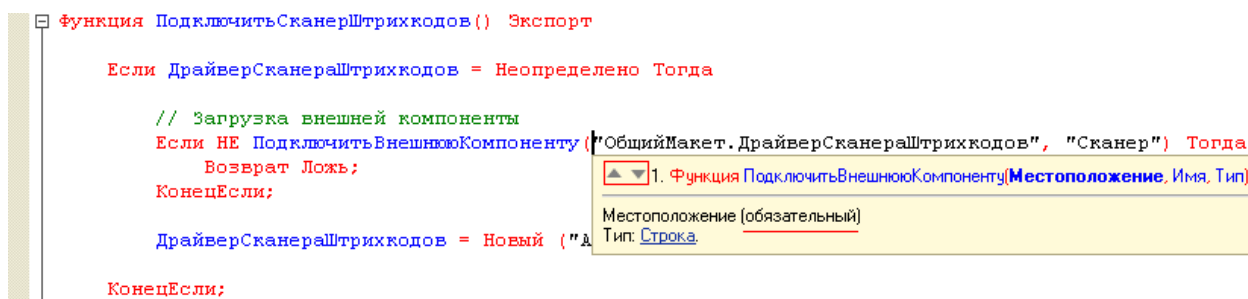 Функция ПодключитьСканерШтрихкодов() Экспорт
Если ДрайверСканераШтрихкодов = Неопределено Тогда
// Загрузка внешней компоненты
Если НЕ ПодключитьВнешнююКомпоненту("ОбщийМакет.ДрайверСканераШтрихкодов", "Сканер") Тогда
Возврат Ложь;
1. Функция ПодключитьВнешнююКомпоненту(Местоположение, Имя, Тип)
КонецЕсли;
Местоположение (обязательный)
Тип: Строка.
ДрайверСканераШтрихкодов = Новый ("A
КонецЕсли;